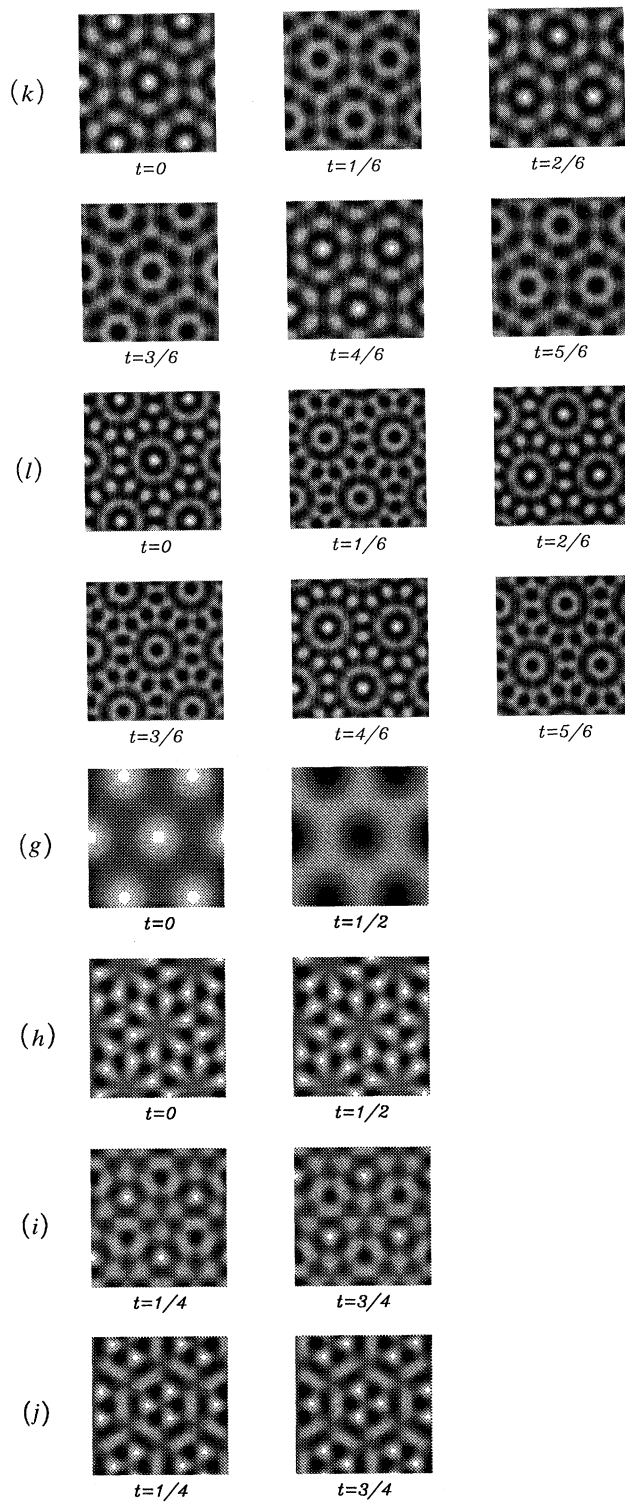 (k)
t=0 t=1/6 t=2/6
t=3/6 t=4/6 t=5/6
(l)
t=0 t=1/6 t=2/6
t=3/6 t=4/6 t=5/6
(g)
t=0 t=1/2
(h)
t=0 t=1/2
(i)
t=1/4 t=3/4
(j)
t=1/4 t=3/4